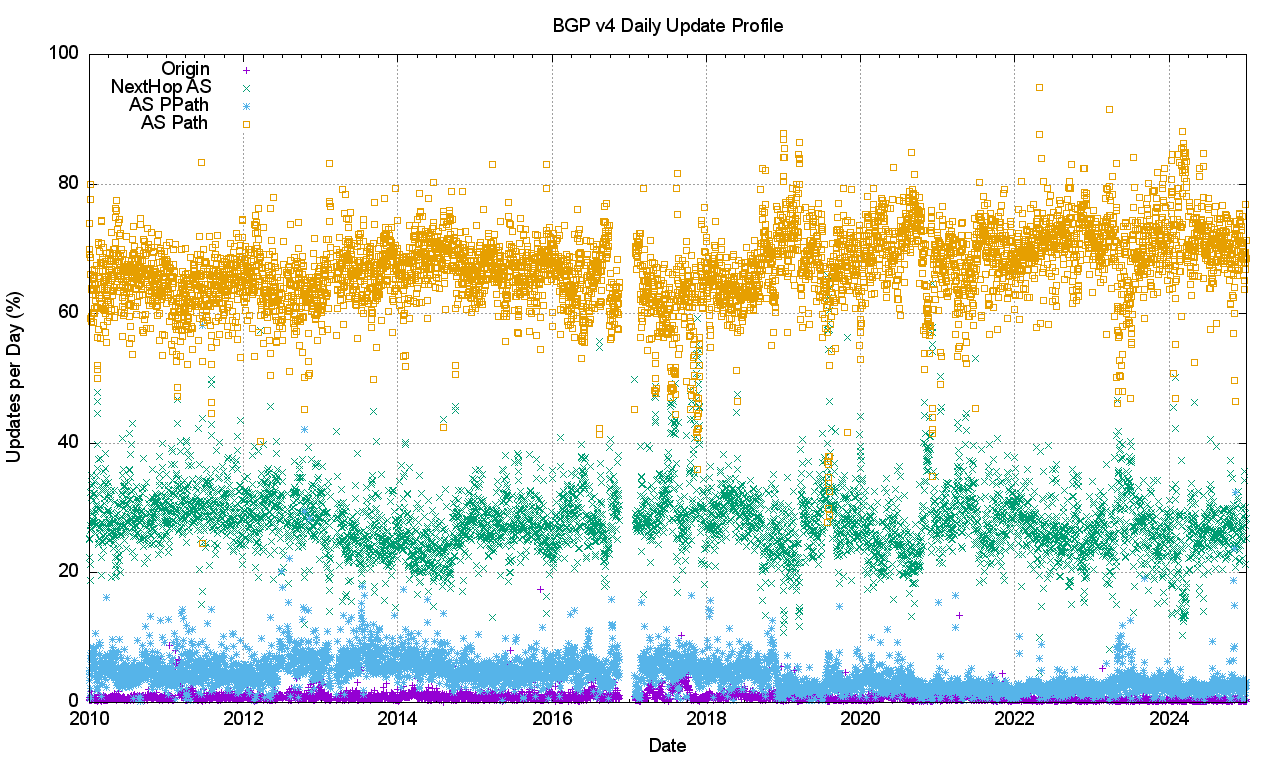 BGP v4 Daily Update Profile
100
80
60
40
20
0
Updates per Day (%)
Origin
NextHop AS
AS PPath
AS Path
2010 2012 2014 2016 2018 2020 2022 2024
Date